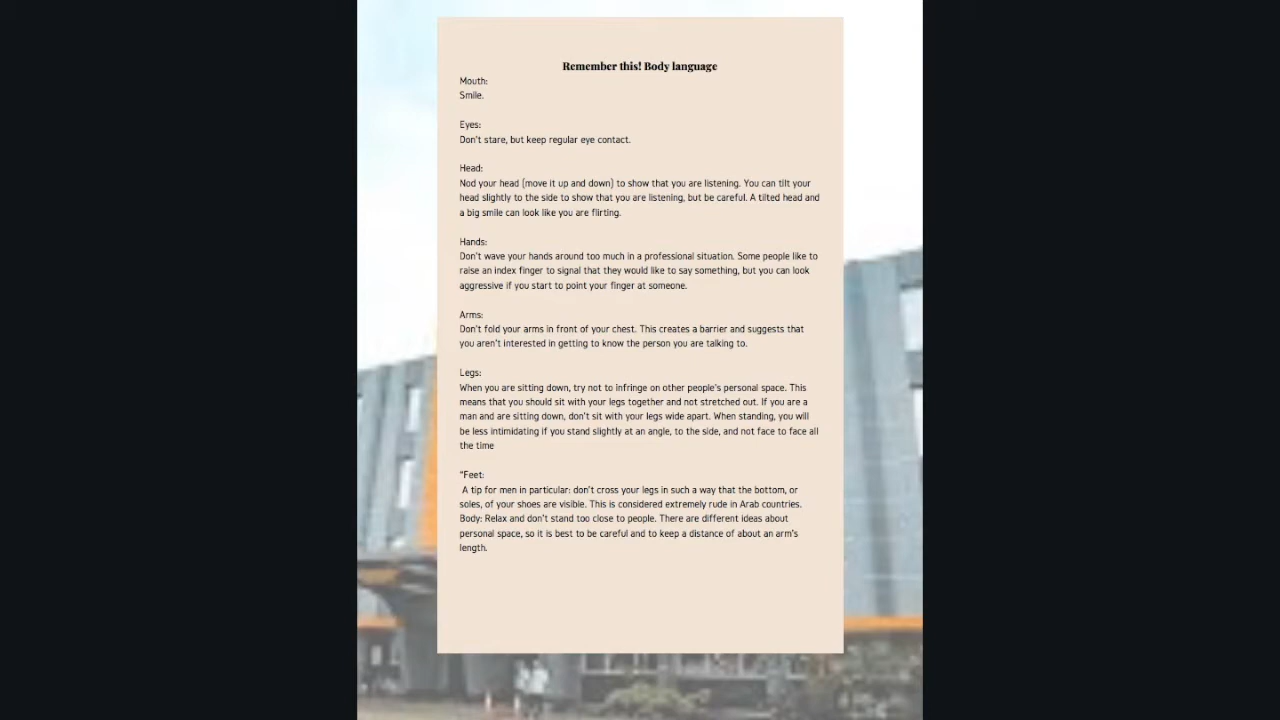 Remember this! Body language
Mouth:
Smile.
Eyes:
Don't stare, but keep regular eye contact.
Head:
Nod your head (move it up and down) to show that you are listening. You can tilt your
head slightly to the side to show that you are listening, but be careful. A tilted head and
a big smile can look like you are flirting.
Hands:
Don't wave your hands around too much in a professional situation. Some people like to
raise an index finger to signal that they would like to say something, but you can look
aggressive if you start to point your finger at someone.
Arms:
Don't fold your arms in front of your chest. This creates a barrier and suggests that
you aren't interested in getting to know the person you are talking to.
Legs:
When you are sitting down, try not to infringe on other people's personal space. This
means that you should sit with your legs together and not stretched out. If you are a
man and are sitting down, don't sit with your legs wide apart. When standing, you will
be less intimidating if you stand slightly at an angle, to the side, and not face to face all
the time
"Feet:
A tip for men in particular: don't cross your legs in such a way that the bottom, or
soles, of your shoes are visible. This is considered extremely rude in Arab countries.
Body: Relax and don't stand too close to people. There are different ideas about
personal space, so it is best to be careful and to keep a distance of about an arm's
length.